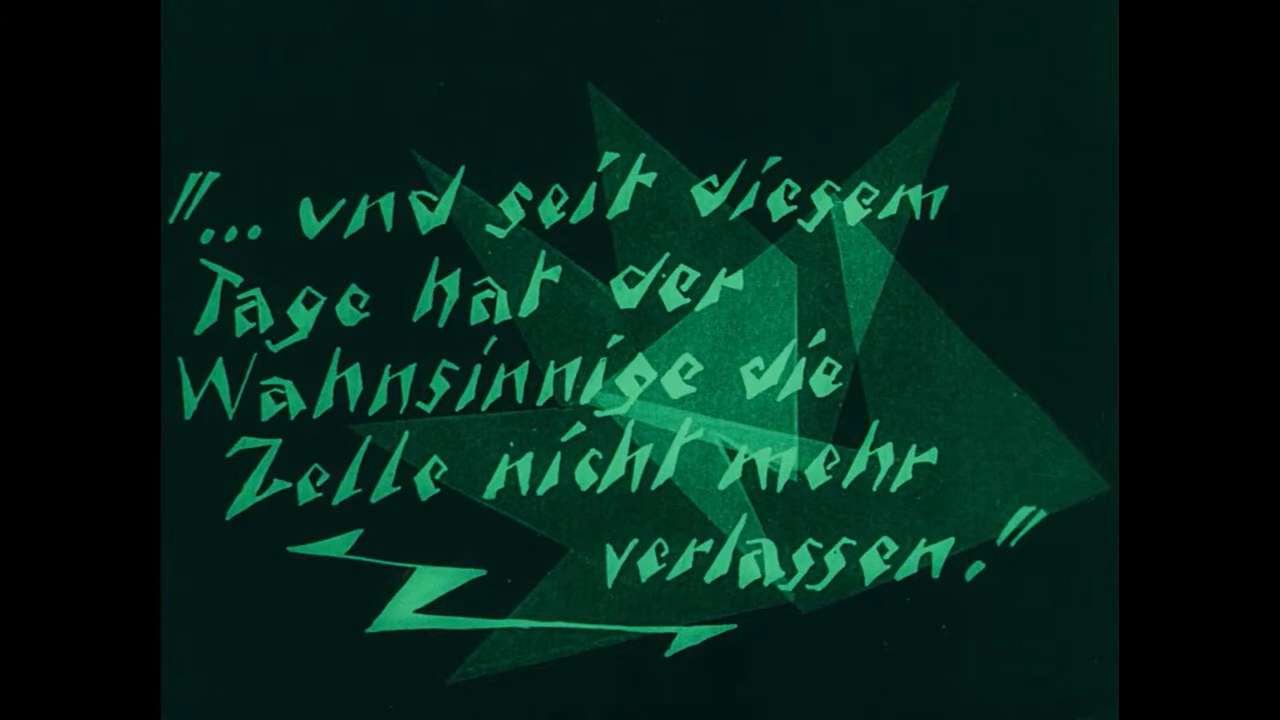 "... und seit diesem
Tage hat der
Wahnsinnige die
Zelle nicht mehr
verlassen."